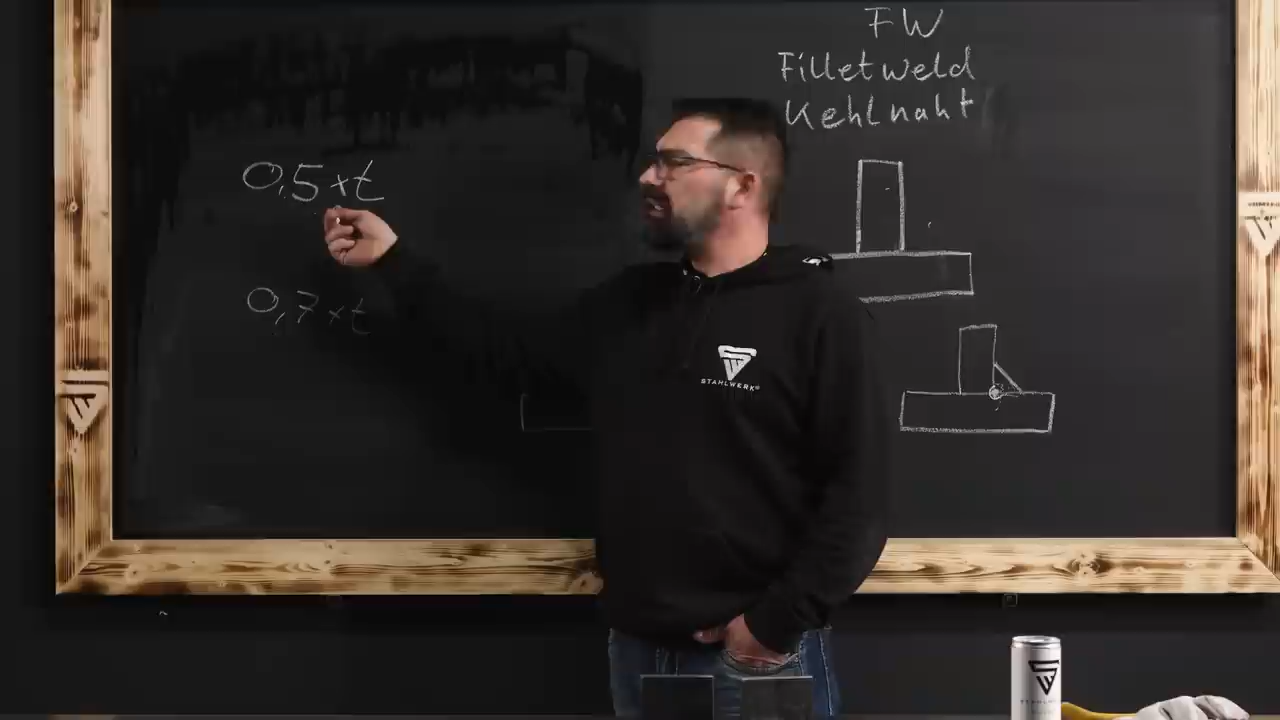 FW
Filletweld
Kehlnaht
0,5 x t
0,7 x t
STAHLWERK